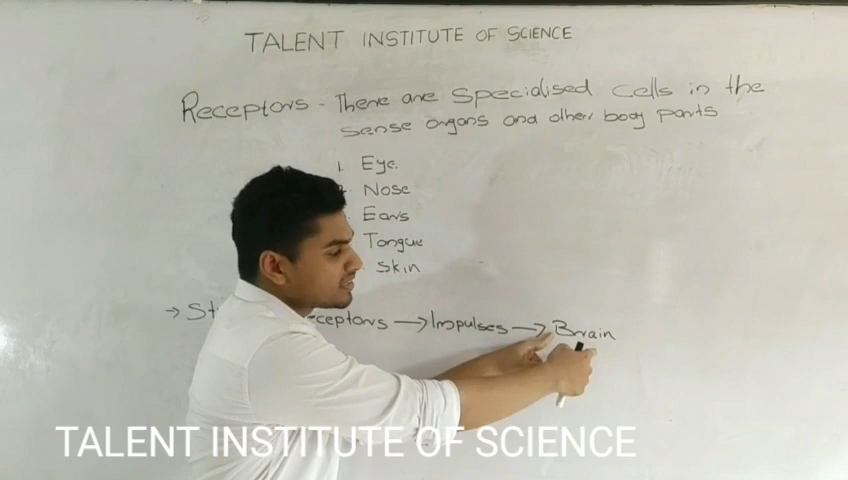 TALENT INSTITUTE OF SCIENCE
Receptors - There are specialised cells in the
sense organs and other body parts
1. Eye.
Nose
Ears
Tongue
Skin
→ St ceptors → Impulses → Brain
TALENT INSTITUTE OF SCIENCE